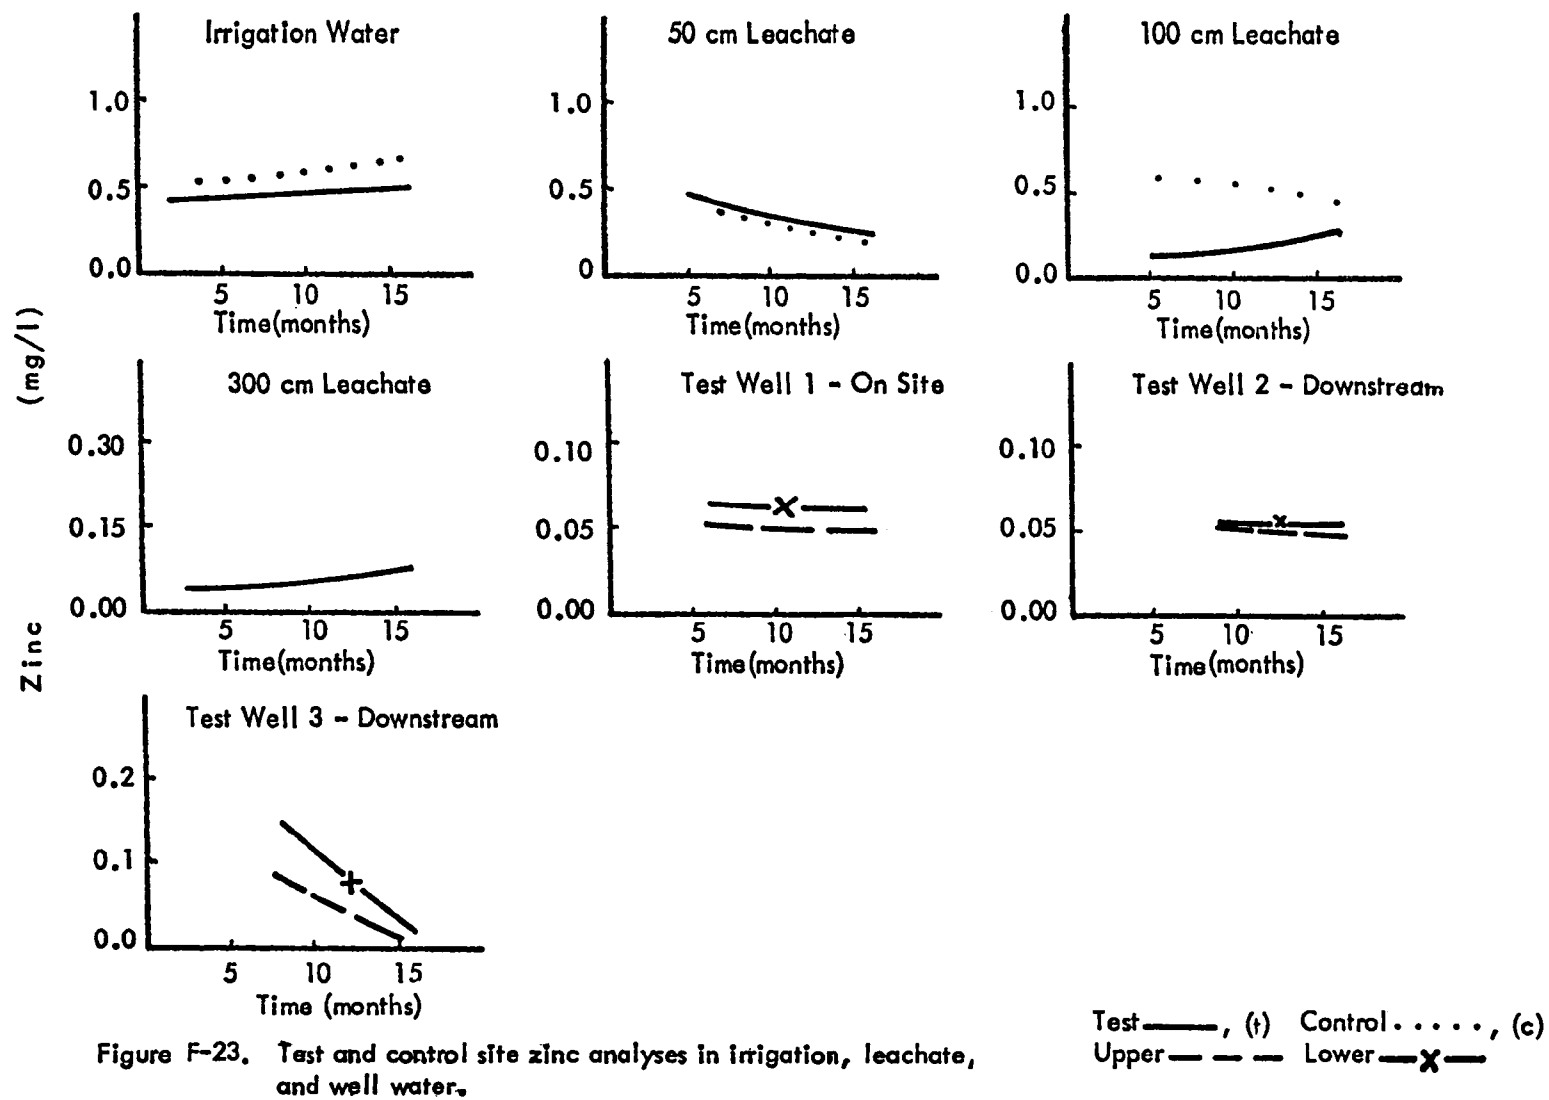 Irrigation Water
1.0
0.5
0.0
5 10 15
Time(months)
50 cm Leachate
1.0
0.5
0
5 10 15
Time(months)
100 cm Leachate
1.0
0.5
0.0
5 10 15
Time(months)
Zinc (mg/l)
300 cm Leachate
0.30
0.15
0.00
5 10 15
Time(months)
Test Well 1 - On Site
0.10
0.05
0.00
5 10 15
Time(months)
Test Well 2 - Downstream
0.10
0.05
0.00
5 10 15
Time(months)
Test Well 3 - Downstream
0.2
0.1
0.0
5 10 15
Time (months)
Test , (t) Control . . . . . , (c)
Upper Lower
Figure F-23. Test and control site zinc analyses in irrigation, leachate,
and well water.